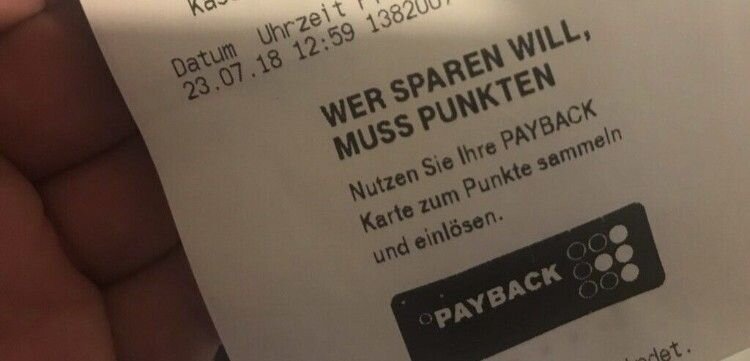 Datum Uhrzeit
23.07.18 12:59 1382007
WER SPAREN WILL,
MUSS PUNKTEN
Nutzen Sie Ihre PAYBACK
Karte zum Punkte sammeln
und einlösen.
PAYBACK